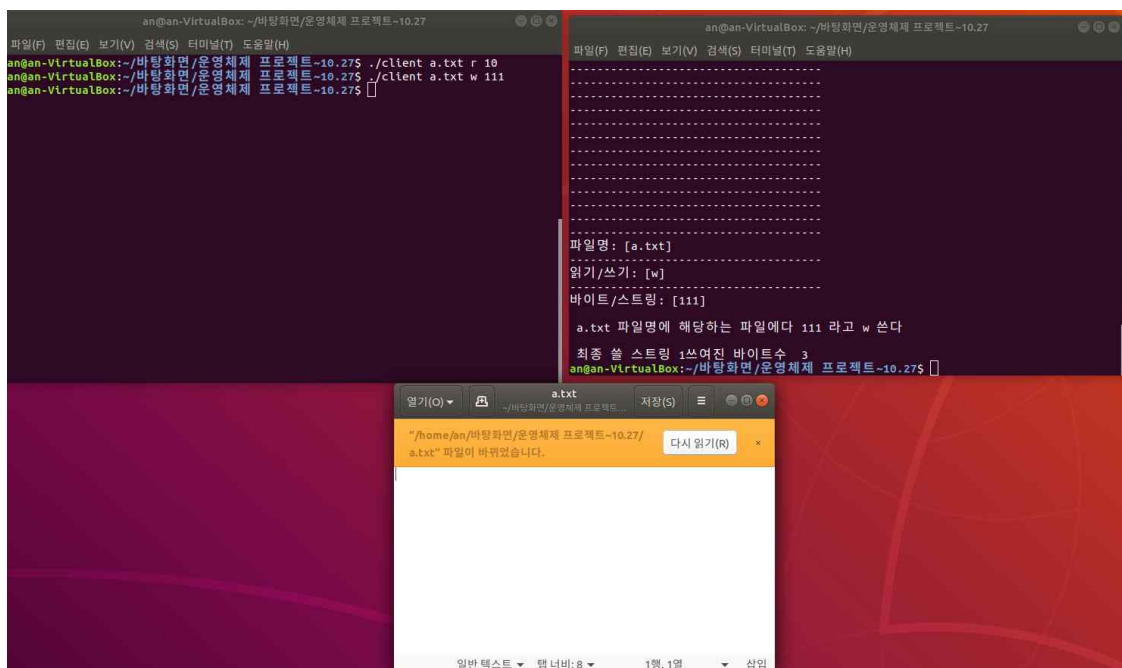 an@an-VirtualBox: ~/바탕화면/운영체제 프로젝트~10.27
파일(F) 편집(E) 보기(V) 검색(S) 터미널(T) 도움말(H)
an@an-VirtualBox:~/바탕화면/운영체제 프로젝트~10.27$ ./client a.txt r 10
an@an-VirtualBox:~/바탕화면/운영체제 프로젝트~10.27$ ./client a.txt w 111
an@an-VirtualBox:~/바탕화면/운영체제 프로젝트~10.27$
an@an-VirtualBox: ~/바탕화면/운영체제 프로젝트~10.27
파일(F) 편집(E) 보기(V) 검색(S) 터미널(T) 도움말(H)
------------------------------------
------------------------------------
------------------------------------
------------------------------------
------------------------------------
------------------------------------
------------------------------------
------------------------------------
------------------------------------
------------------------------------
------------------------------------
------------------------------------
------------------------------------
파일명: [a.txt]
------------------------------------
읽기/쓰기: [w]
------------------------------------
바이트/스트링: [111]
a.txt 파일명에 해당하는 파일에다 111 라고 w 쓴다
최종 쓸 스트링 1쓰여진 바이트수 3
an@an-VirtualBox:~/바탕화면/운영체제 프로젝트~10.27$
열기(O)
a.txt
~/바탕화면/운영체제 프로젝트...
저장(S)
"/home/an/바탕화면/운영체제 프로젝트~10.27/
a.txt" 파일이 바뀌었습니다.
다시 읽기(R)
일반 텍스트 탭 너비: 8 1행, 1열 삽입